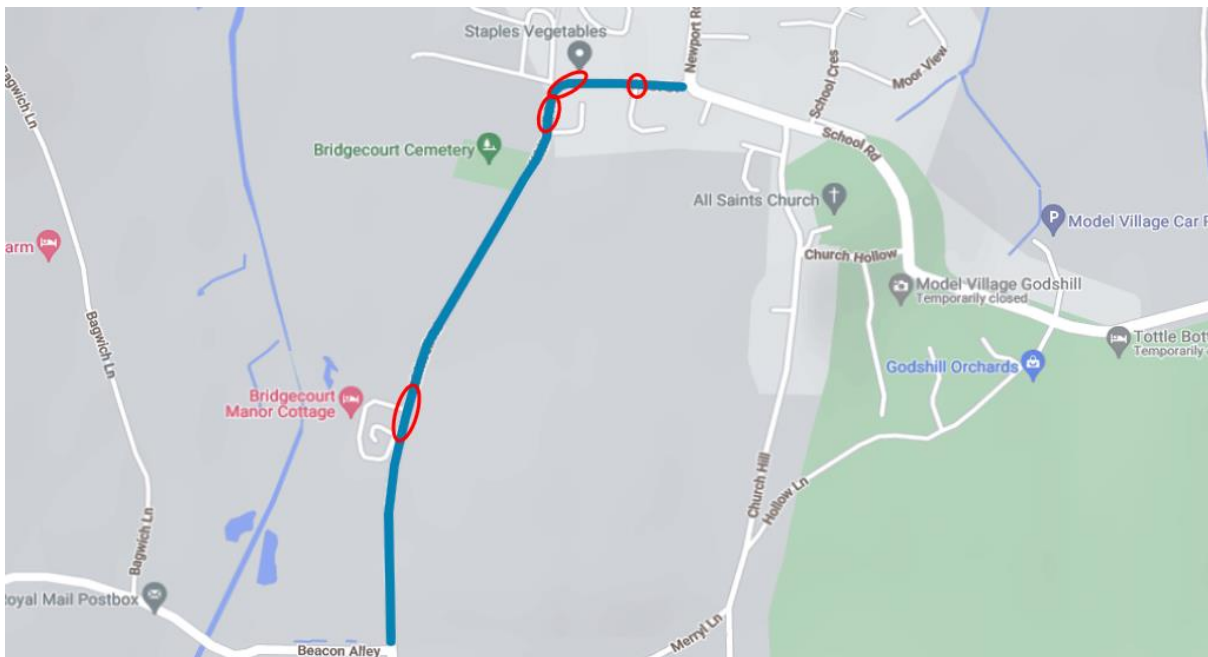 Staples Vegetables
Newport Rd
School Cres
Moor View
Bagwich Ln
Bridgecourt Cemetery
School Rd
All Saints Church
Model Village Car P
arm
Church Hollow
Model Village Godshill
Temporarily closed
Bagwich Ln
Tottle Bott
Temporarily
Godshill Orchards
Bridgecourt
Manor Cottage
Church Hill
Hollow Ln
Bagwich Ln
Royal Mail Postbox
Merryl Ln
Beacon Alley